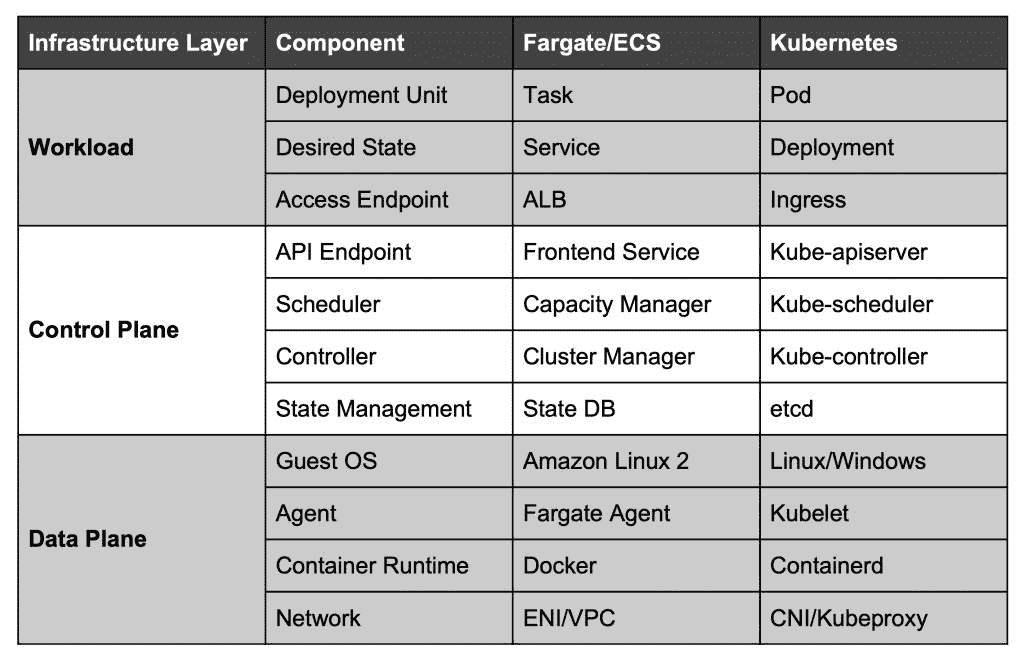 Infrastructure Layer Component Fargate/ECS Kubernetes
Deployment Unit Task Pod
Workload Desired State Service Deployment
Access Endpoint ALB Ingress
API Endpoint Frontend Service Kube-apiserver
Scheduler Capacity Manager Kube-scheduler
Control Plane
Controller Cluster Manager Kube-controller
State Management State DB etcd
Guest OS Amazon Linux 2 Linux/Windows
Agent Fargate Agent Kubelet
Data Plane
Container Runtime Docker Containerd
Network ENI/VPC CNI/Kubeproxy